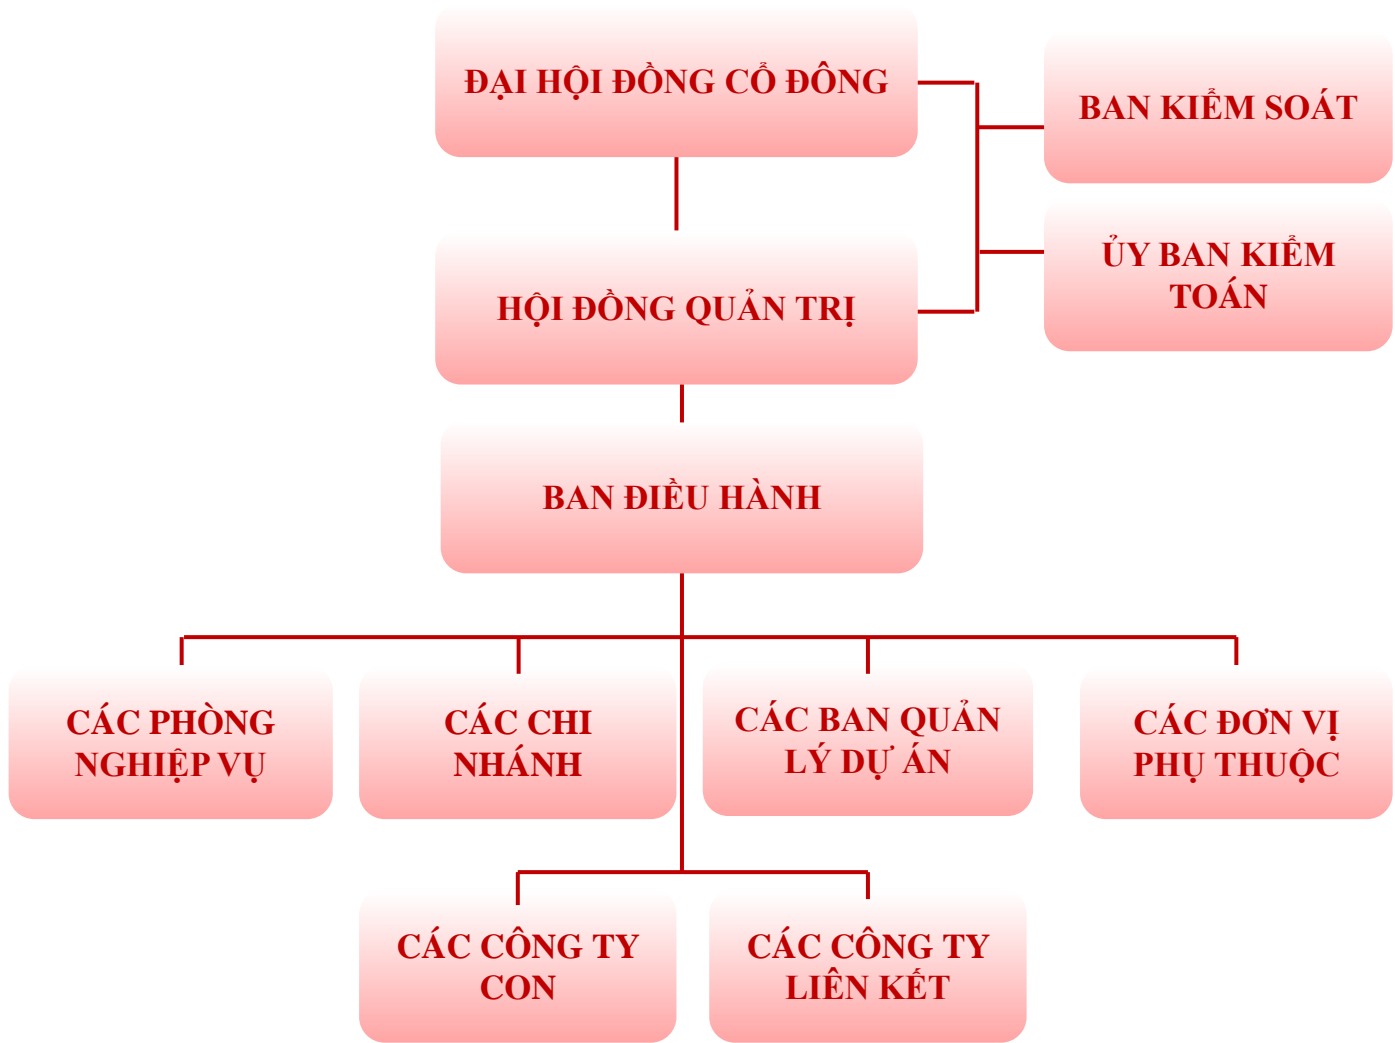 ĐẠI HỘI ĐỒNG CỔ ĐÔNG
BAN KIỂM SOÁT
ỦY BAN KIỂM
TOÁN
HỘI ĐỒNG QUẢN TRỊ
BAN ĐIỀU HÀNH
CÁC PHÒNG
NGHIỆP VỤ
CÁC CHI
NHÁNH
CÁC BAN QUẢN
LÝ DỰ ÁN
CÁC ĐƠN VỊ
PHỤ THUỘC
CÁC CÔNG TY
CON
CÁC CÔNG TY
LIÊN KẾT